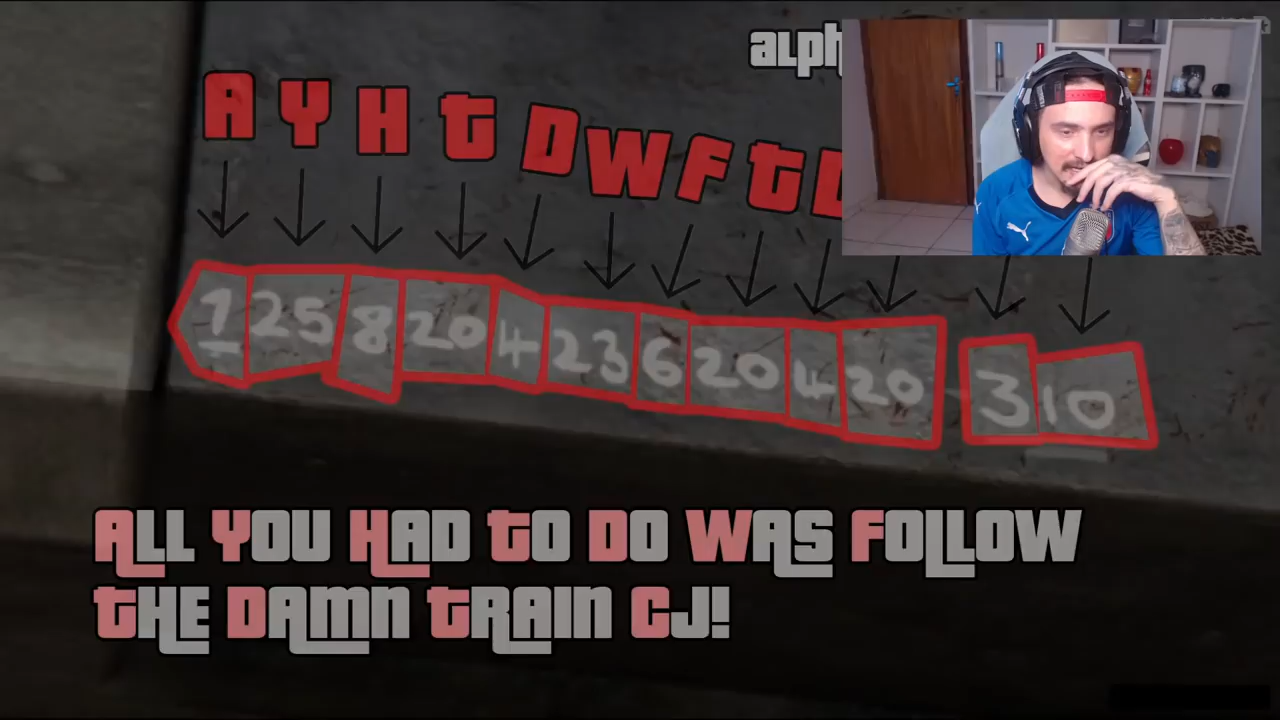 alph
A Y H t D W F t D
1 25 8 20 4 23 6 20 4 20 3 10
All You Had to Do Was Follow
the Damn train CJ!